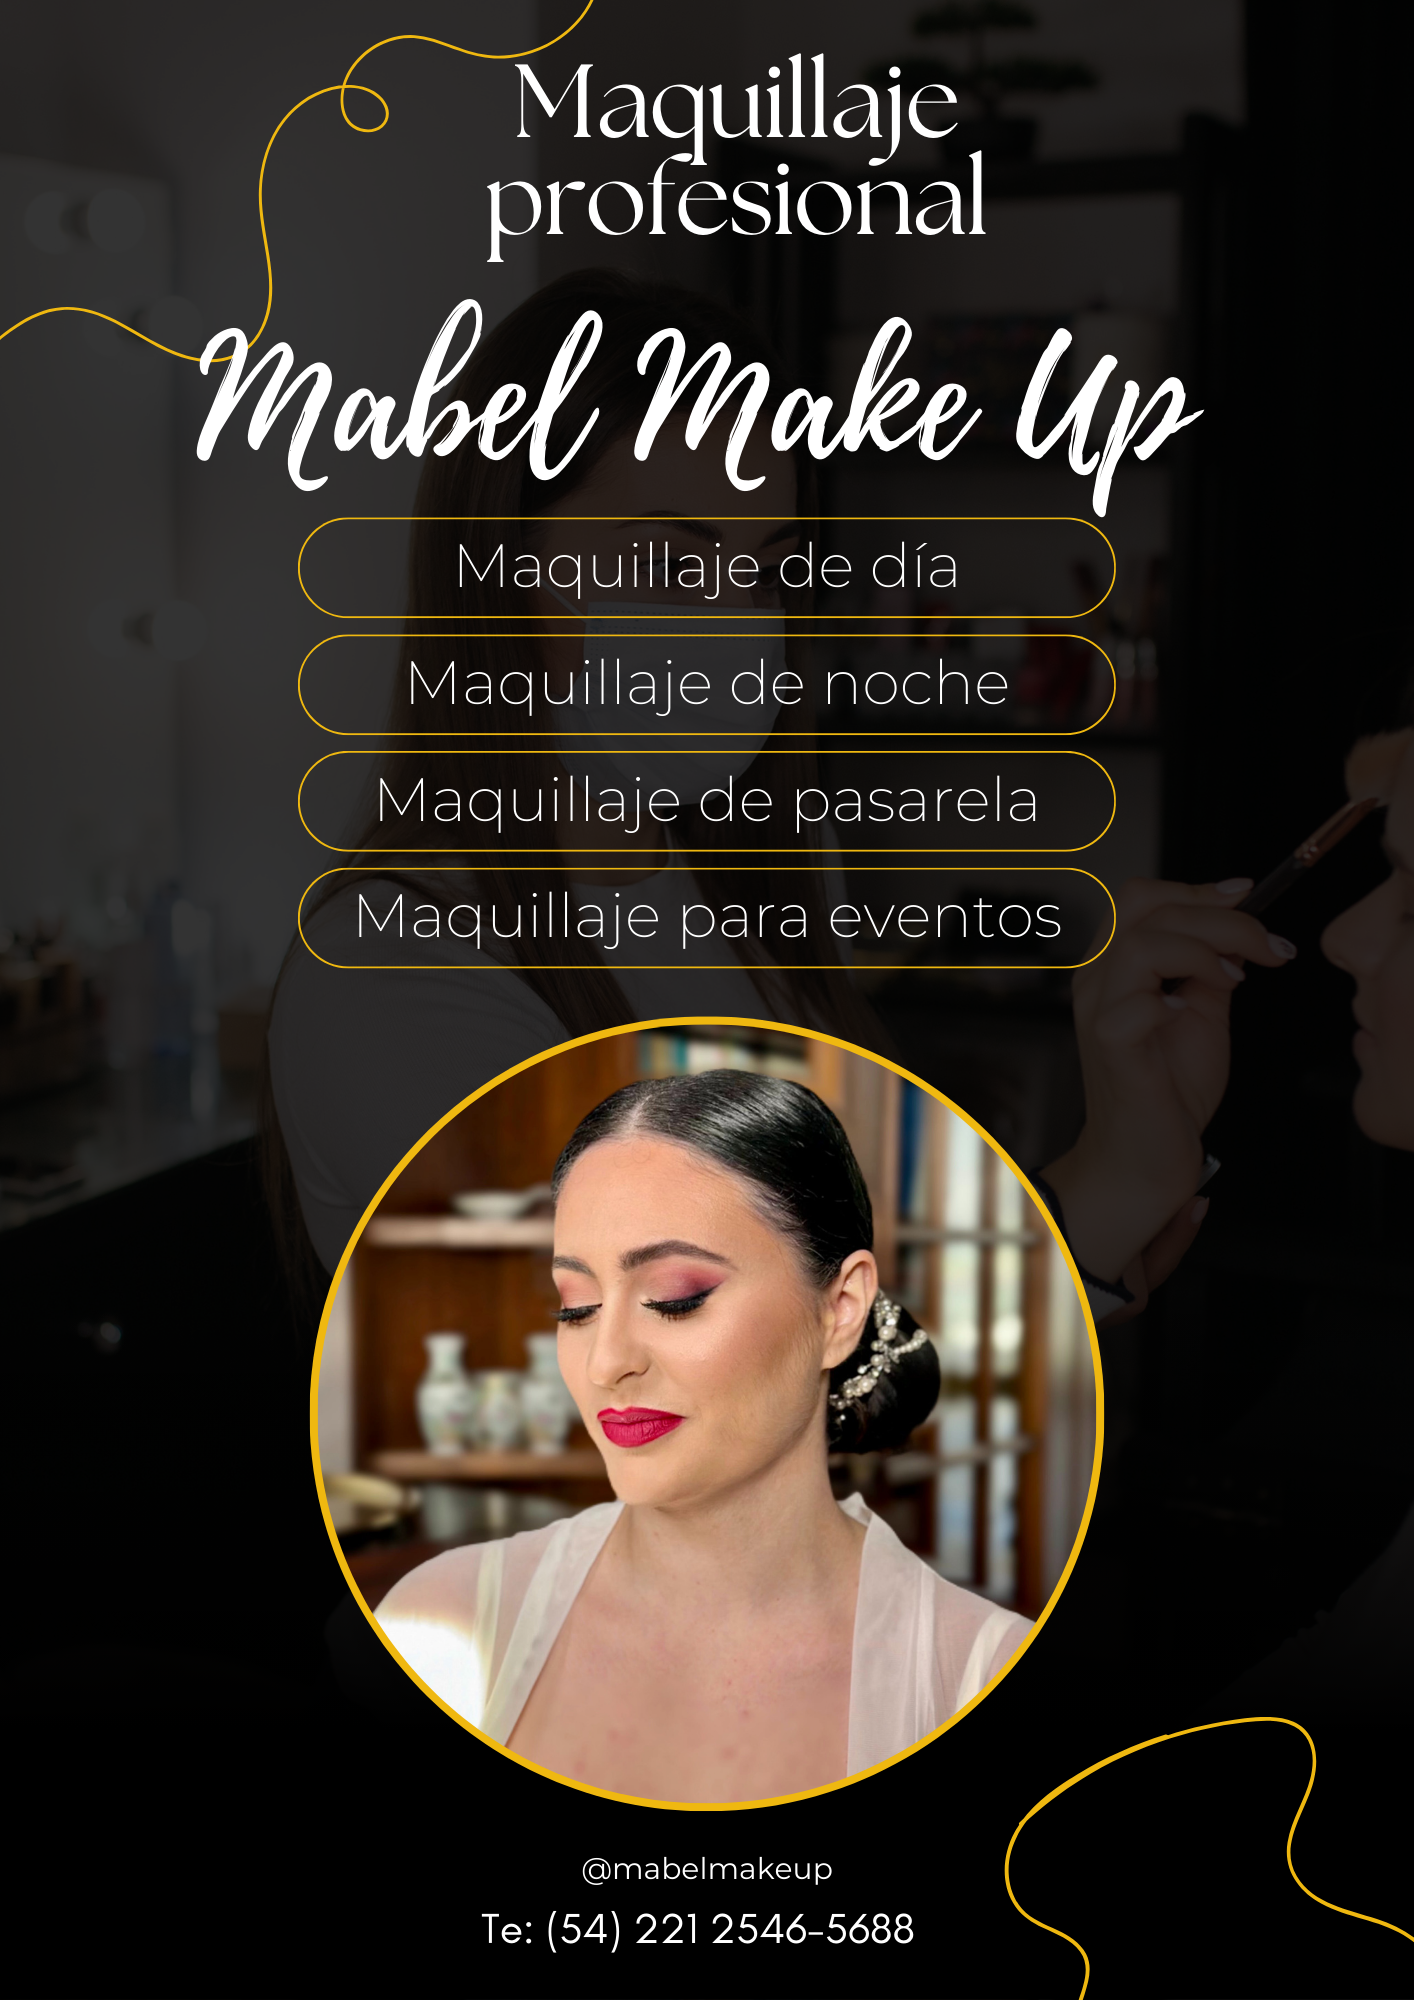 Maquillaje
profesional
Mabel Make Up
Maquillaje de día
Maquillaje de noche
Maquillaje de pasarela
Maquillaje para eventos
@mabelmakeup
Te: (54) 221 2546-5688